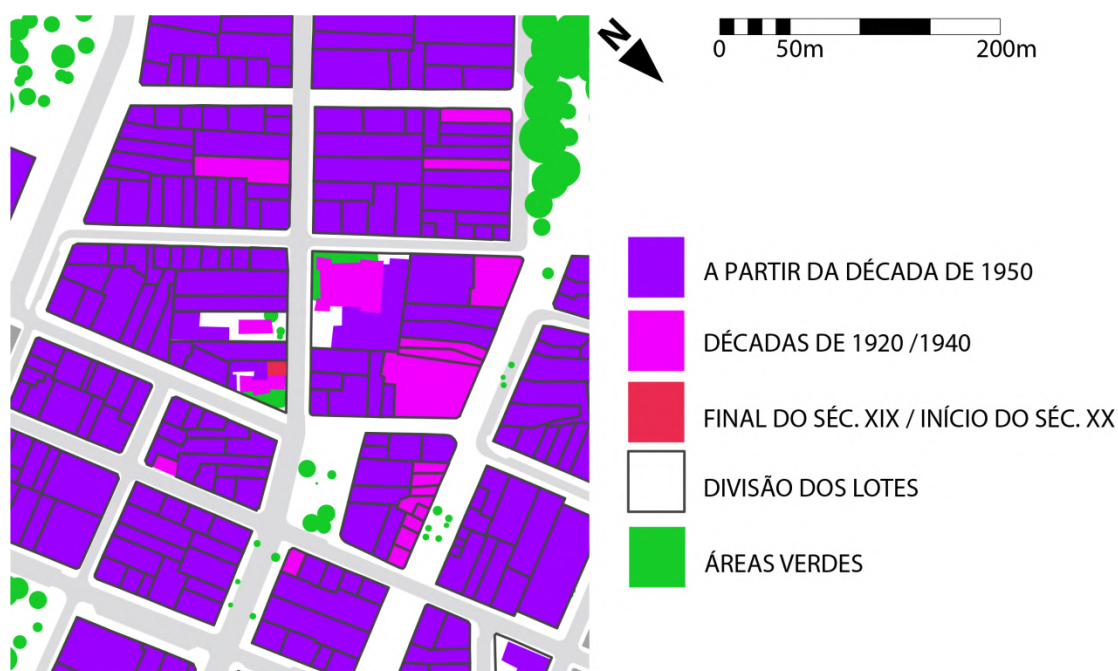 N
0 50m 200m
A PARTIR DA DÉCADA DE 1950
DÉCADAS DE 1920 /1940
FINAL DO SÉC. XIX / INÍCIO DO SÉC. XX
DIVISÃO DOS LOTES
ÁREAS VERDES